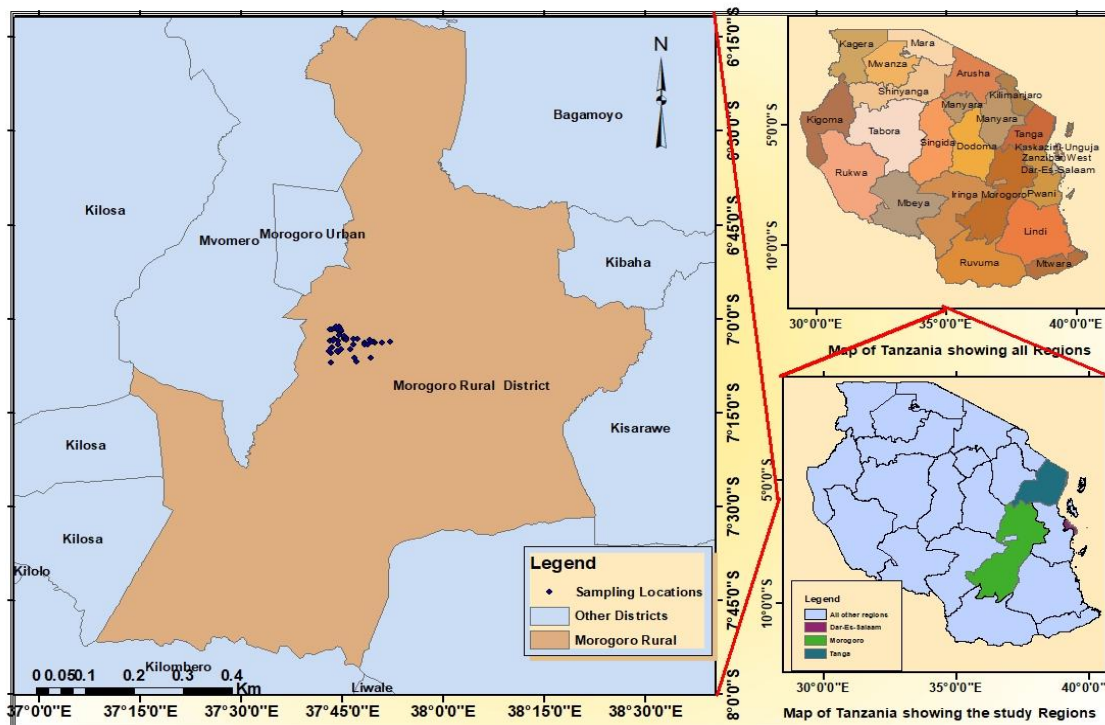 N
Bagamoyo
Kilosa
Mvomero
Morogoro Urban
Kibaha
Morogoro Rural District
Kisarawe
Kilosa
Kilosa
Kilolo
Kilombero
Liwale
Legend
Sampling Locations
Other Districts
Morogoro Rural
0 0.05 0.1 0.2 0.3 0.4
Km
37°0'0"E 37°15'0"E 37°30'0"E 37°45'0"E 38°0'0"E 38°15'0"E 38°30'0"E
6°15'0"S
6°30'0"S
6°45'0"S
7°0'0"S
7°15'0"S
7°30'0"S
7°45'0"S
8°0'0"S
Kagera
Mara
Mwanza
Arusha
Shinyanga
Kilimanjaro
Manyara
Manyara
Kigoma
Tabora
Singida
Dodoma
Tanga
Kaskazini-Unguja
Zanzibar West
Dar-Es-Salaam
Rukwa
Iringa
Morogoro
Pwani
Mbeya
Lindi
Ruvuma
Mtwara
5°0'0"S
10°0'0"S
30°0'0"E 35°0'0"E 40°0'0"E
Map of Tanzania showing all Regions
5°0'0"S
10°0'0"S
Legend
All other regions
Dar-Es-Salaam
Morogoro
Tanga
30°0'0"E 35°0'0"E 40°0'0"E
Map of Tanzania showing the study Regions